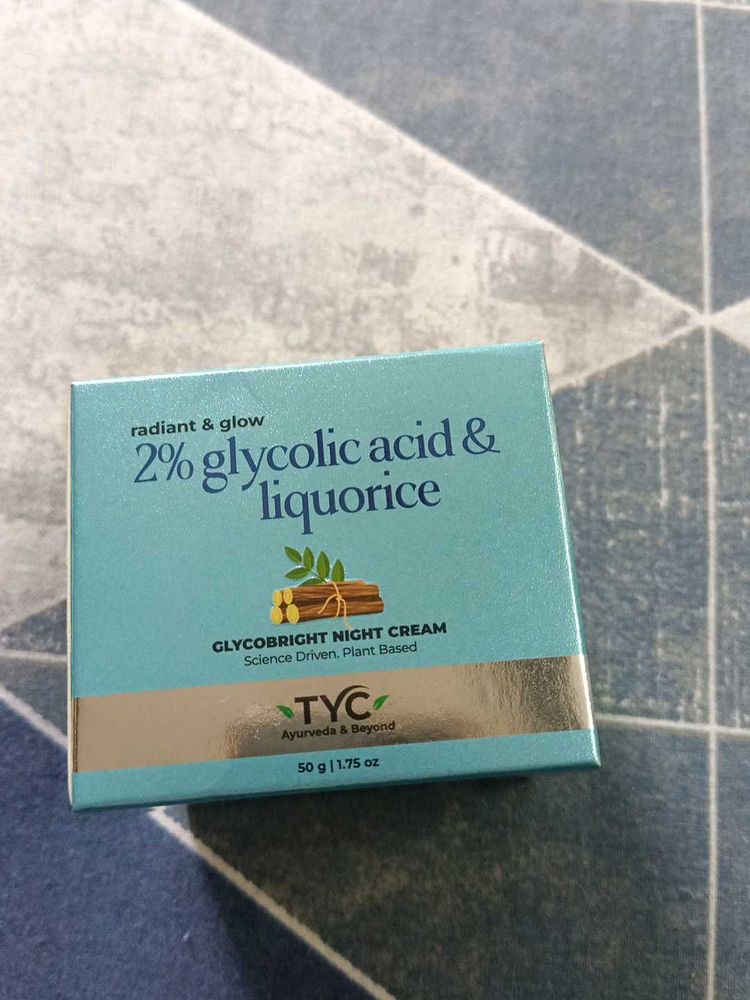 radiant & glow
2% glycolic acid &
liquorice
GLYCOBRIGHT NIGHT CREAM
Science Driven. Plant Based
TYC
Ayurveda & Beyond
50 g | 1.75 oz